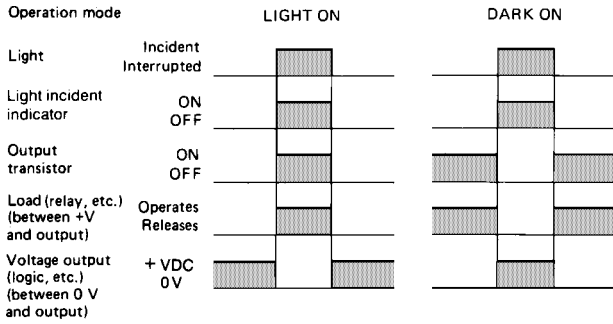 Operation mode LIGHT ON DARK ON
Light Incident
Interrupted
Light incident
indicator ON
OFF
Output
transistor ON
OFF
Load (relay, etc.)
(between +V
and output) Operates
Releases
Voltage output
(logic, etc.)
(between 0 V
and output) + VDC
0V